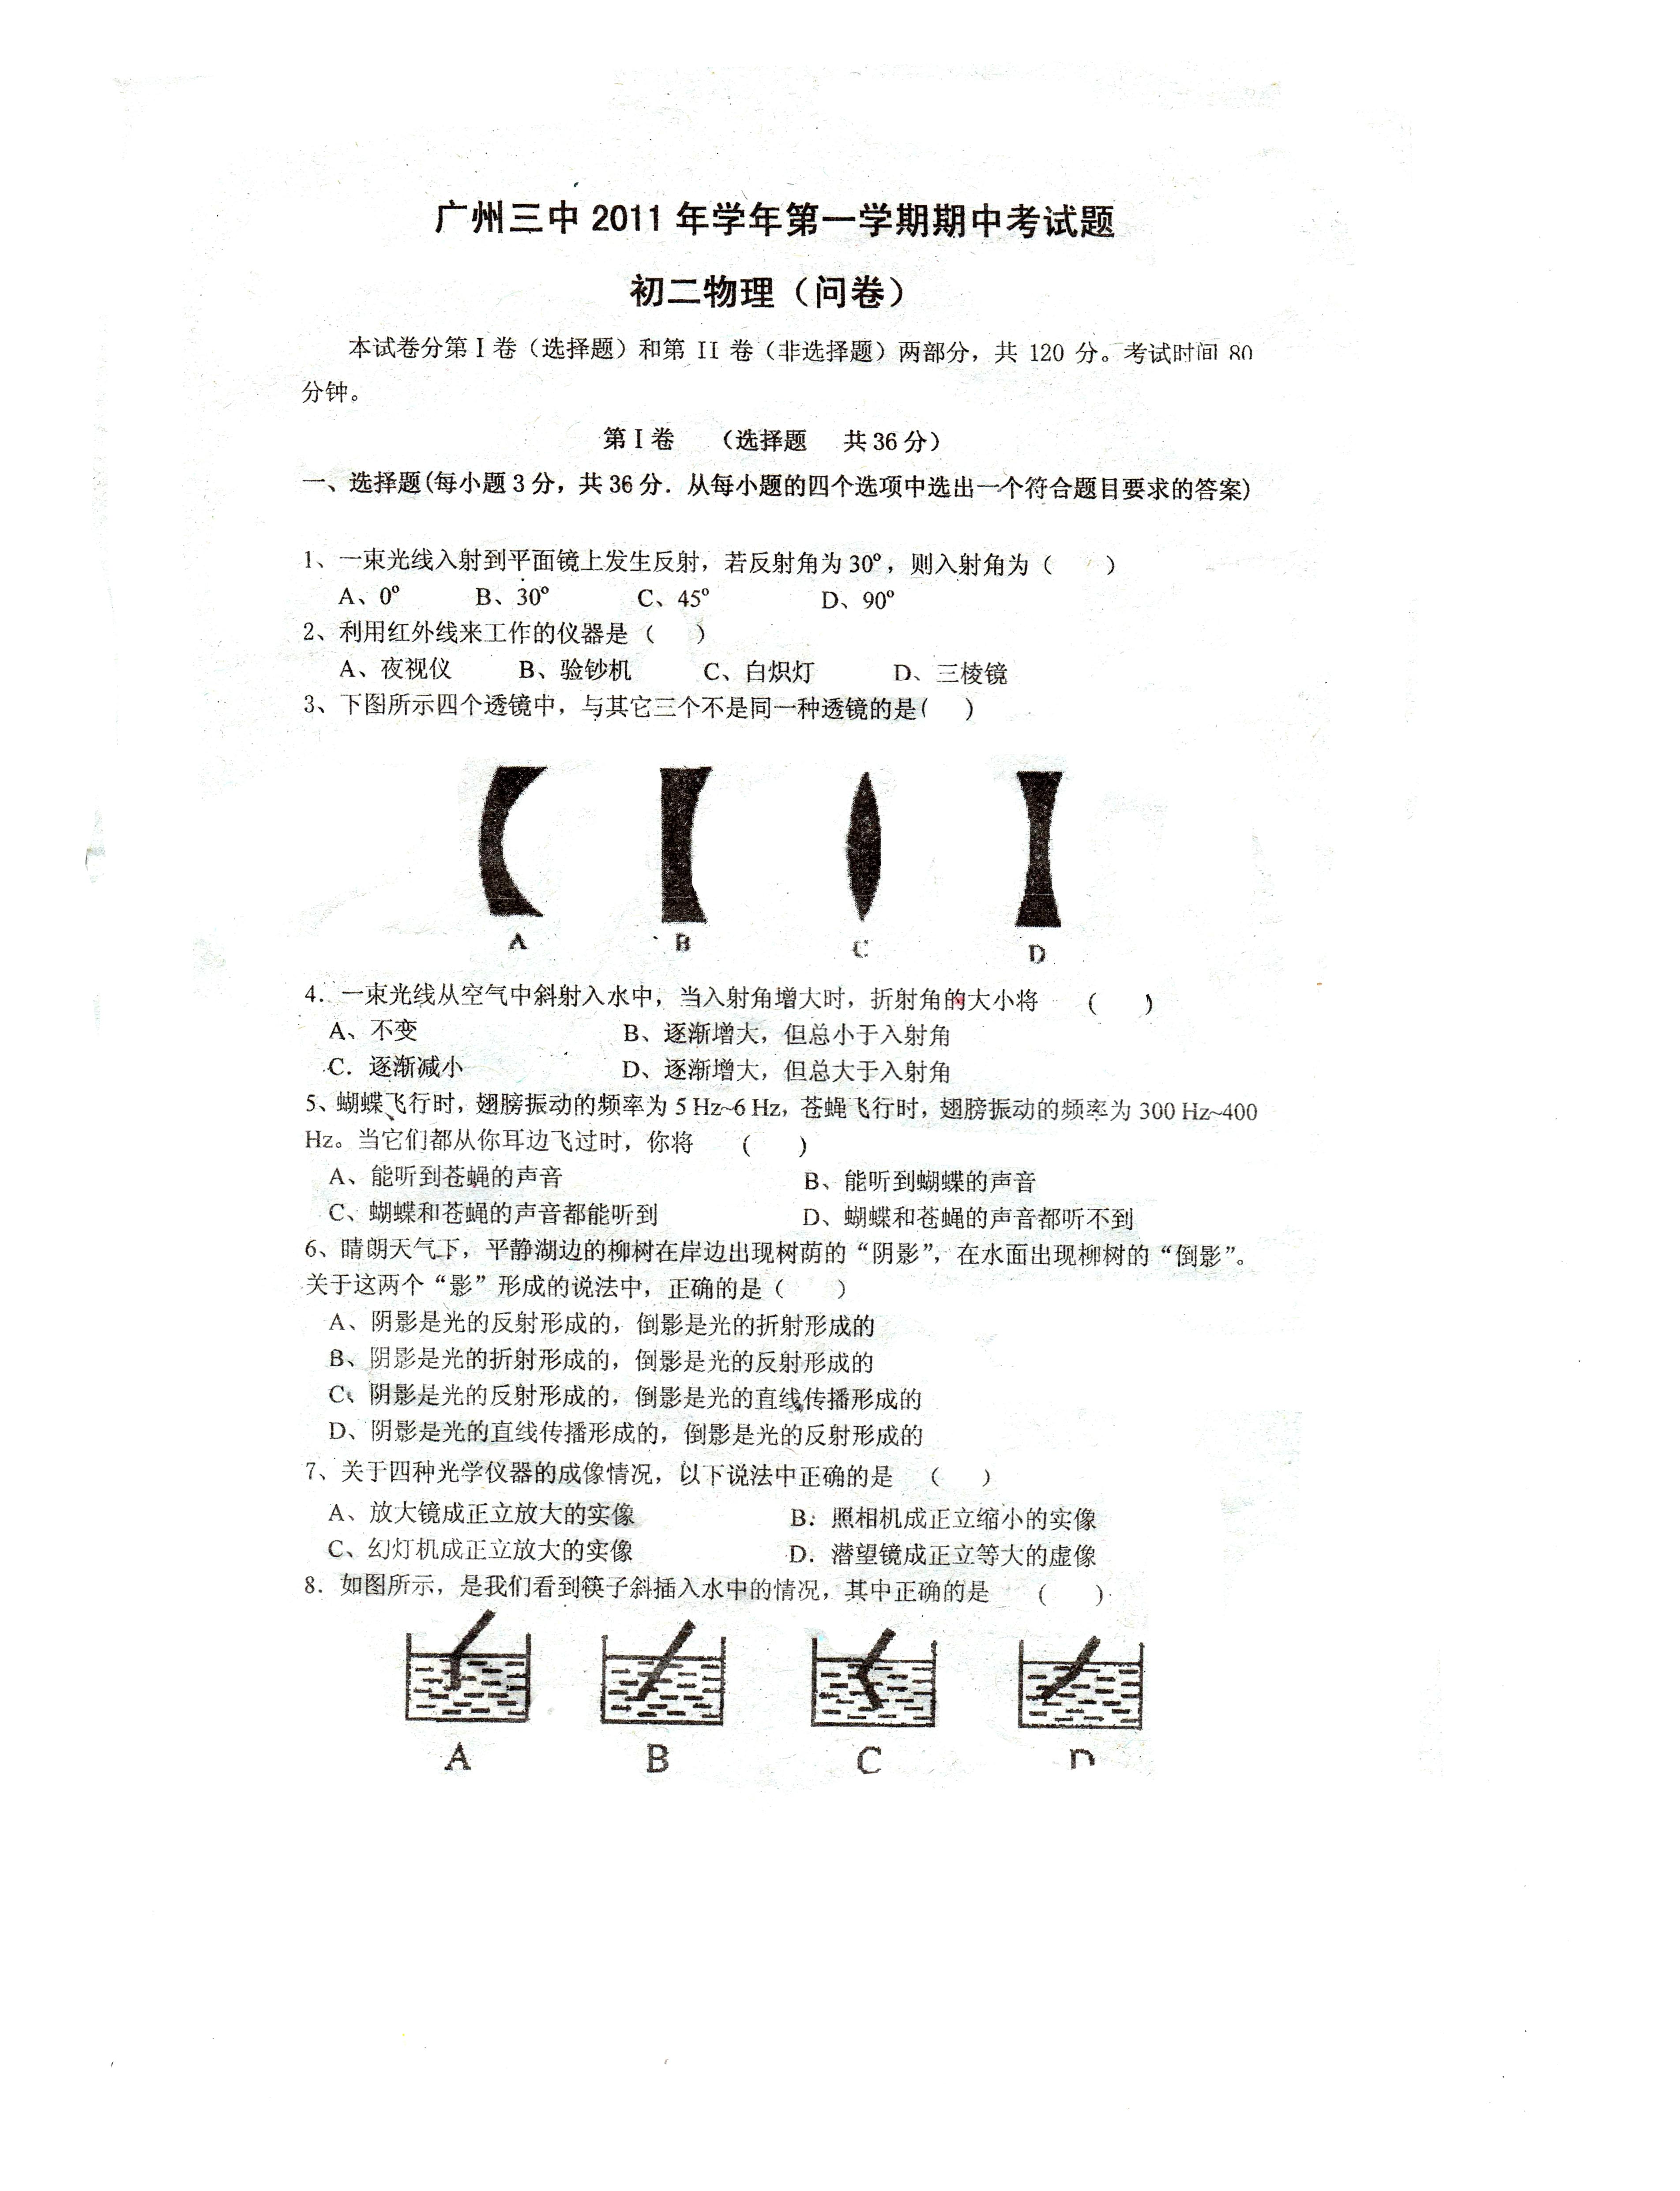 广州三中 2011 年学年第一学期期中考试题
初二物理（问卷）
本试卷分第 I 卷（选择题）和第 II 卷（非选择题）两部分，共 120 分。考试时间 80
分钟。
第 I 卷 （选择题 共 36 分）
一、选择题(每小题 3 分，共 36 分．从每小题的四个选项中选出一个符合题目要求的答案)
1、一束光线入射到平面镜上发生反射，若反射角为 30º，则入射角为（ ）
A、0º B、30º C、45º D、90º
2、利用红外线来工作的仪器是（ ）
A、夜视仪 B、验钞机 C、白炽灯 D、三棱镜
3、下图所示四个透镜中，与其它三个不是同一种透镜的是( )
A B C D
4．一束光线从空气中斜射入水中，当入射角增大时，折射角的大小将 ( )
A、不变 B、逐渐增大，但总小于入射角
C．逐渐减小 D、逐渐增大，但总大于入射角
5、蝴蝶飞行时，翅膀振动的频率为 5 Hz~6 Hz，苍蝇飞行时，翅膀振动的频率为 300 Hz~400
Hz。当它们都从你耳边飞过时，你将 ( )
A、能听到苍蝇的声音 B、能听到蝴蝶的声音
C、蝴蝶和苍蝇的声音都能听到 D、蝴蝶和苍蝇的声音都听不到
6、晴朗天气下，平静湖边的柳树在岸边出现树荫的“阴影”，在水面出现柳树的“倒影”。
关于这两个“影”形成的说法中，正确的是（ ）
A、阴影是光的反射形成的，倒影是光的折射形成的
B、阴影是光的折射形成的，倒影是光的反射形成的
C、阴影是光的反射形成的，倒影是光的直线传播形成的
D、阴影是光的直线传播形成的，倒影是光的反射形成的
7、关于四种光学仪器的成像情况，以下说法中正确的是 （ ）
A、放大镜成正立放大的实像 B：照相机成正立缩小的实像
C、幻灯机成正立放大的实像 D．潜望镜成正立等大的虚像
8．如图所示，是我们看到筷子斜插入水中的情况，其中正确的是 ( )
A B C D